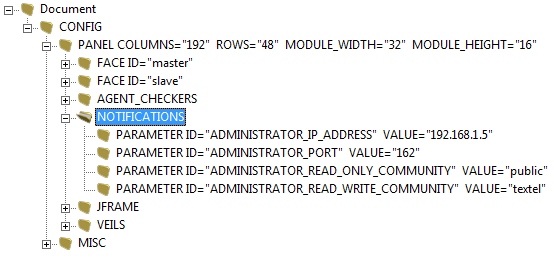 Document
CONFIG
PANEL COLUMNS="192" ROWS="48" MODULE_WIDTH="32" MODULE_HEIGHT="16"
FACE ID="master"
FACE ID="slave"
AGENT_CHECKERS
NOTIFICATIONS
PARAMETER ID="ADMINISTRATOR_IP_ADDRESS" VALUE="192.168.1.5"
PARAMETER ID="ADMINISTRATOR_PORT" VALUE="162"
PARAMETER ID="ADMINISTRATOR_READ_ONLY_COMMUNITY" VALUE="public"
PARAMETER ID="ADMINISTRATOR_READ_WRITE_COMMUNITY" VALUE="textel"
JFRAME
VEILS
MISC